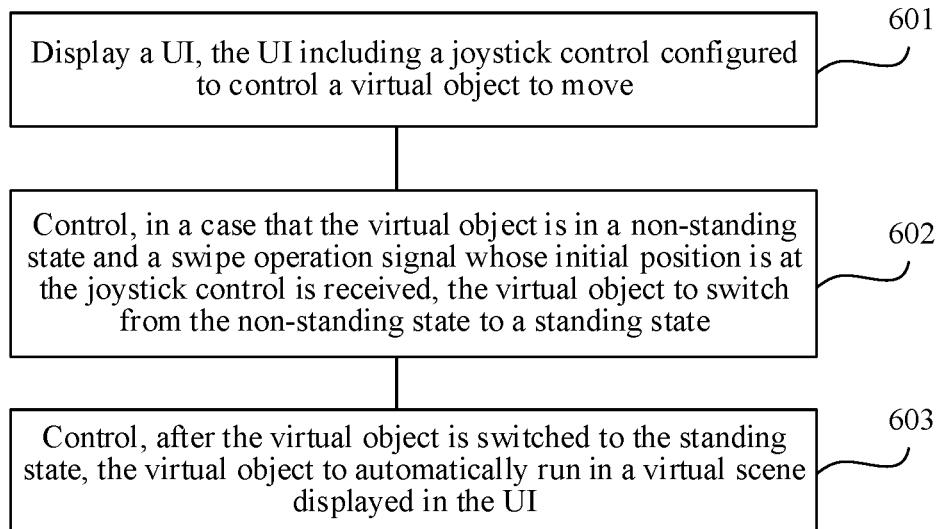 601
Display a UI, the UI including a joystick control configured
to control a virtual object to move
602
Control, in a case that the virtual object is in a non-standing
state and a swipe operation signal whose initial position is at
the joystick control is received, the virtual object to switch
from the non-standing state to a standing state
603
Control, after the virtual object is switched to the standing
state, the virtual object to automatically run in a virtual scene
displayed in the UI